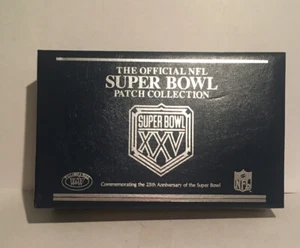 THE OFFICIAL NFL
SUPER BOWL
PATCH COLLECTION
SUPER BOWL
XXV
Commemorating the 25th Anniversary of the Super Bowl
NFL